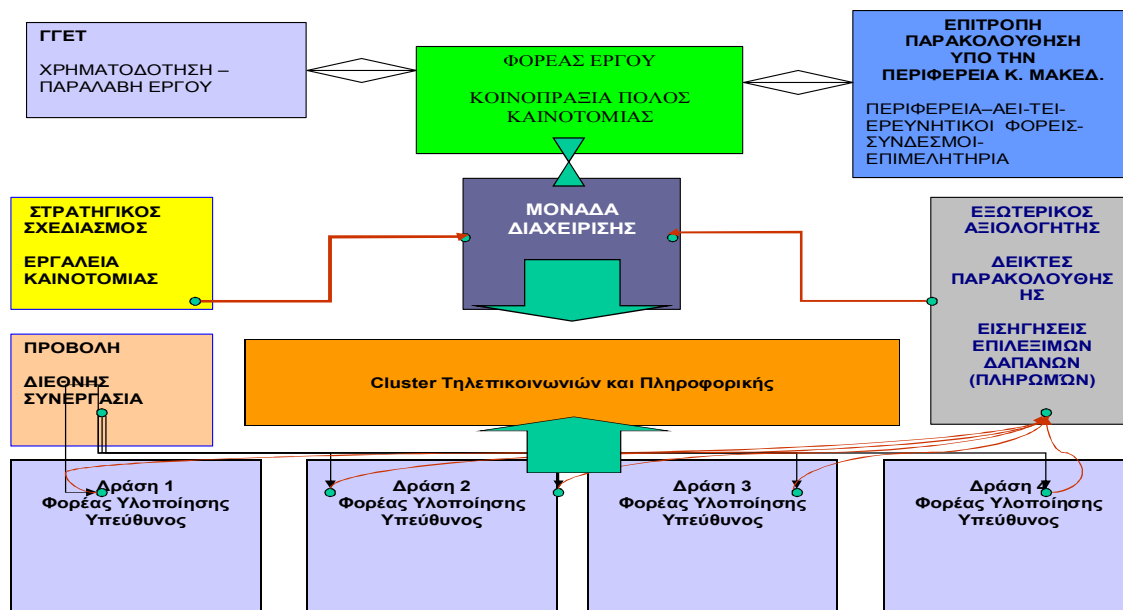 ΓΓΕΤ
ΧΡΗΜΑΤΟΔΟΤΗΣΗ –
ΠΑΡΑΛΑΒΗ ΕΡΓΟΥ
ΦΟΡΕΑΣ ΕΡΓΟΥ
ΚΟΙΝΟΠΡΑΞΙΑ ΠΟΛΟΣ
ΚΑΙΝΟΤΟΜΙΑΣ
ΕΠΙΤΡΟΠΗ
ΠΑΡΑΚΟΛΟΥΘΗΣΗ
ΥΠΟ ΤΗΝ
ΠΕΡΙΦΕΡΕΙΑ Κ. ΜΑΚΕΔ.
ΠΕΡΙΦΕΡΕΙΑ–ΑΕΙ-ΤΕΙ-
ΕΡΕΥΝΗΤΙΚΟΙ ΦΟΡΕΙΣ-
ΣΥΝΔΕΣΜΟΙ-
ΕΠΙΜΕΛΗΤΗΡΙΑ
ΣΤΡΑΤΗΓΙΚΟΣ
ΣΧΕΔΙΑΣΜΟΣ
ΕΡΓΑΛΕΙΑ
ΚΑΙΝΟΤΟΜΙΑΣ
ΜΟΝΑΔΑ
ΔΙΑΧΕΙΡΙΣΗΣ
ΕΞΩΤΕΡΙΚΟΣ
ΑΞΙΟΛΟΓΗΤΗΣ
ΔΕΙΚΤΕΣ
ΠΑΡΑΚΟΛΟΥΘΗΣ
ΗΣ
ΕΙΣΗΓΗΣΕΙΣ
ΕΠΙΛΕΞΙΜΩΝ
ΔΑΠΑΝΩΝ
(ΠΛΗΡΩΜΏΝ)
ΠΡΟΒΟΛΗ
ΔΙΕΘΝΗΣ
ΣΥΝΕΡΓΑΣΙΑ
Cluster Τηλεπικοινωνιών και Πληροφορικής
Δράση 1
Φορέας Υλοποίησης
Υπεύθυνος
Δράση 2
Φορέας Υλοποίησης
Υπεύθυνος
Δράση 3
Φορέας Υλοποίησης
Υπεύθυνος
Δράση 4
Φορέας Υλοποίησης
Υπεύθυνος